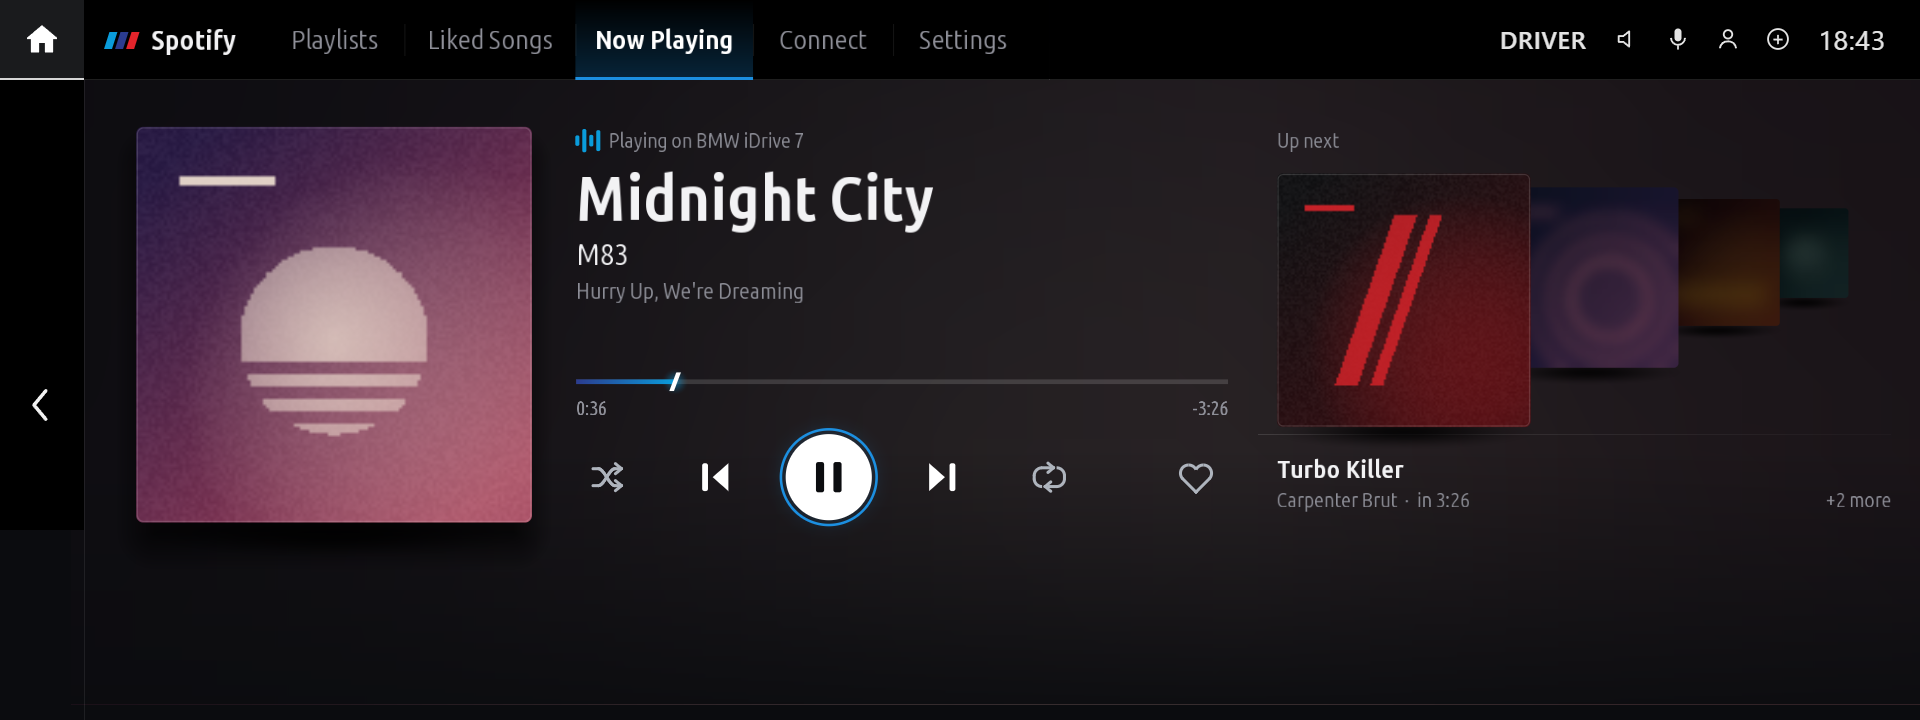 Spotify
Playlists
Liked Songs
Now Playing
Connect
Settings
DRIVER
18:43
Playing on BMW iDrive 7
Midnight City
M83
Hurry Up, We're Dreaming
0:36
-3:26
Up next
Turbo Killer
Carpenter Brut · in 3:26
+2 more